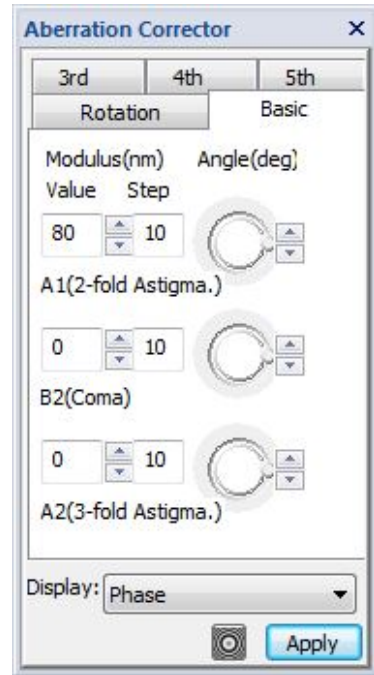 Aberration Corrector
3rd 4th 5th
Rotation Basic
Modulus(nm) Angle(deg)
Value Step
80 10
A1(2-fold Astigma.)
0 10
B2(Coma)
0 10
A2(3-fold Astigma.)
Display: Phase
Apply